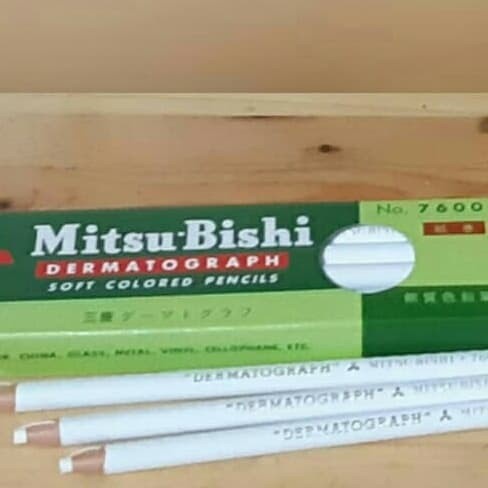 No. 7600
Mitsu-Bishi
DERMATOGRAPH
SOFT COLORED PENCILS
三菱ダーマトグラフ
CHINA, GLASS, METAL, VINYL, CELLOPHANE, ETC.
"DERMATOGRAPH" MITSU-BISHI
"DERMATOGRAPH" MITSUBISHI
"DERMATOGRAPH"